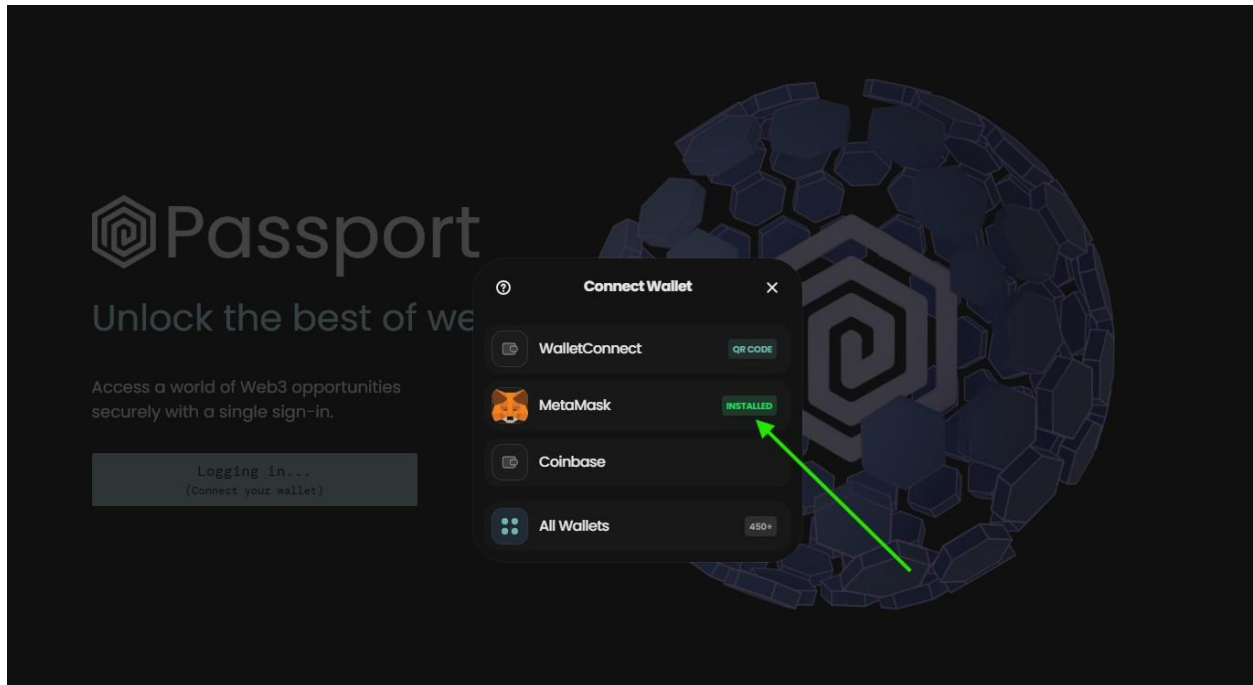 Passport
Unlock the best of we
Access a world of Web3 opportunities
securely with a single sign-in.
Logging in...
(Connect your wallet)
Connect Wallet
WalletConnect QR CODE
MetaMask INSTALLED
Coinbase
All Wallets 450+